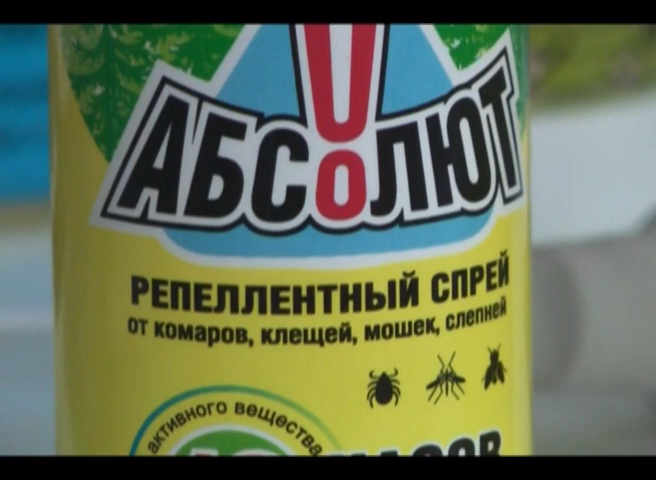 АБСОЛЮТ
РЕПЕЛЛЕНТНЫЙ СПРЕЙ
от комаров, клещей, мошек, слепней
активного вещества